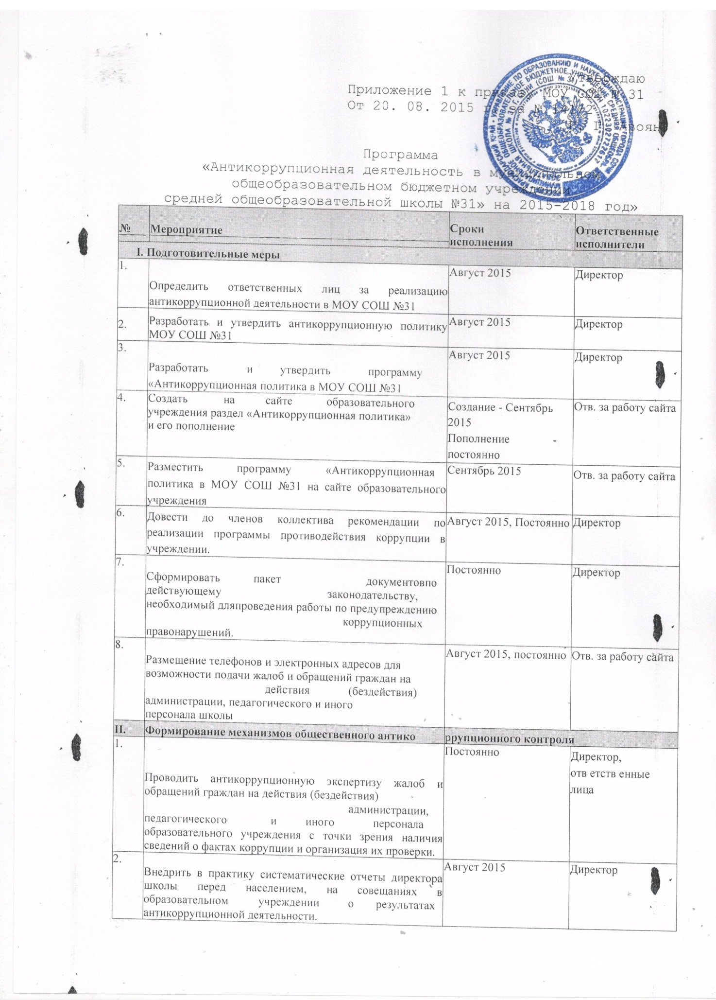 Утверждаю
Приложение 1 к приказу МОУ СОШ № 31
От 20. 08. 2015 г. за № 141/2
Авоян
Программа
«Антикоррупционная деятельность в муниципальном
общеобразовательном бюджетном учреждении
средней общеобразовательной школы №31» на 2015-2018 год»
№ Мероприятие Сроки исполнения Ответственные исполнители
I. Подготовительные меры
1. Август 2015 Директор
Определить ответственных лиц за реализацию
антикоррупционной деятельности в МОУ СОШ №31
2. Разработать и утвердить антикоррупционную политику Август 2015 Директор
МОУ СОШ №31
3. Август 2015 Директор
Разработать и утвердить программу
«Антикоррупционная политика в МОУ СОШ №31
4. Создать на сайте образовательного
учреждения раздел «Антикоррупционная политика»
и его пополнение
Создание - Сентябрь
2015
Пополнение -
постоянно
Отв. за работу сайта
5. Разместить программу «Антикоррупционная
политика в МОУ СОШ №31 на сайте образовательного
учреждения
Сентябрь 2015
Отв. за работу сайта
6. Довести до членов коллектива рекомендации по
реализации программы противодействия коррупции в
учреждении.
Август 2015, Постоянно
Директор
7.
Сформировать пакет документовпо
действующему законодательству,
необходимый дляпроведения работы по предупреждению
коррупционных
правонарушений.
Постоянно
Директор
8.
Размещение телефонов и электронных адресов для
возможности подачи жалоб и обращений граждан на
действия (бездействия)
администрации, педагогического и иного
персонала школы
Август 2015, постоянно
Отв. за работу сайта
II. Формирование механизмов общественного антико ррупционного контроля
1.
Проводить антикоррупционную экспертизу жалоб и
обращений граждан на действия (бездействия)
администрации,
педагогического и иного персонала
образовательного учреждения с точки зрения наличия
сведений о фактах коррупции и организация их проверки.
Постоянно
Директор,
отв етств енные
лица
2.
Внедрить в практику систематические отчеты директора
школы перед населением, на совещаниях в
образовательном учреждении о результатах
антикоррупционной деятельности.
Август 2015
Директор